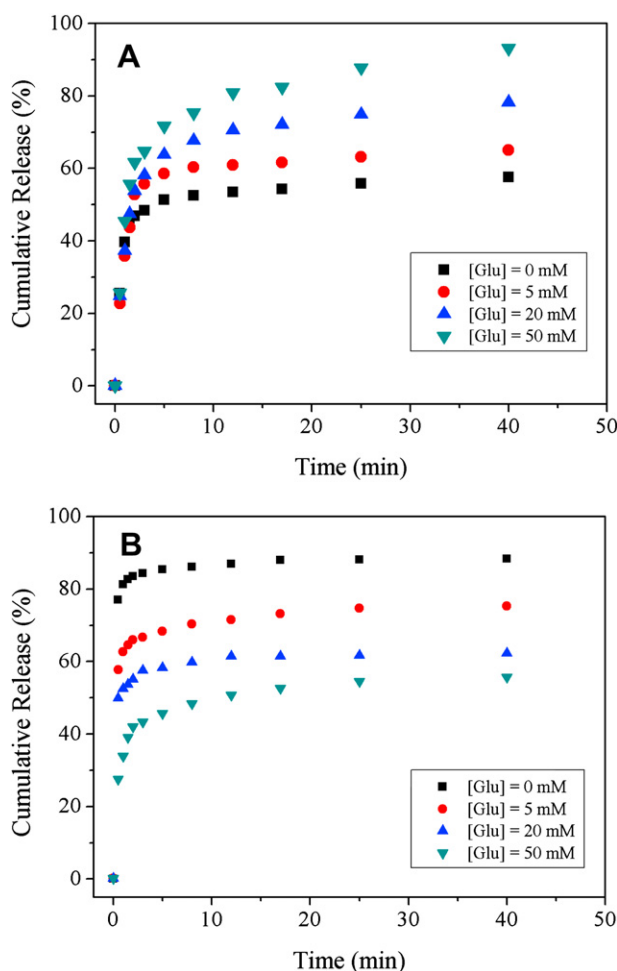 A
Cumulative Release (%)
100
80
60
40
20
0
[Glu] = 0 mM
[Glu] = 5 mM
[Glu] = 20 mM
[Glu] = 50 mM
0 10 20 30 40 50
Time (min)
B
Cumulative Release (%)
100
80
60
40
20
0
[Glu] = 0 mM
[Glu] = 5 mM
[Glu] = 20 mM
[Glu] = 50 mM
0 10 20 30 40 50
Time (min)